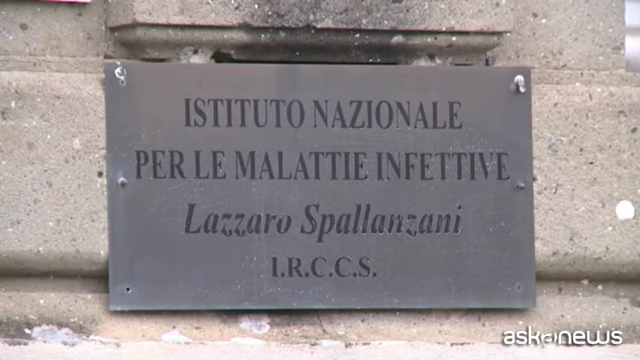 ISTITUTO NAZIONALE
PER LE MALATTIE INFETTIVE
Lazzaro Spallanzani
I.R.C.C.S.
askanews